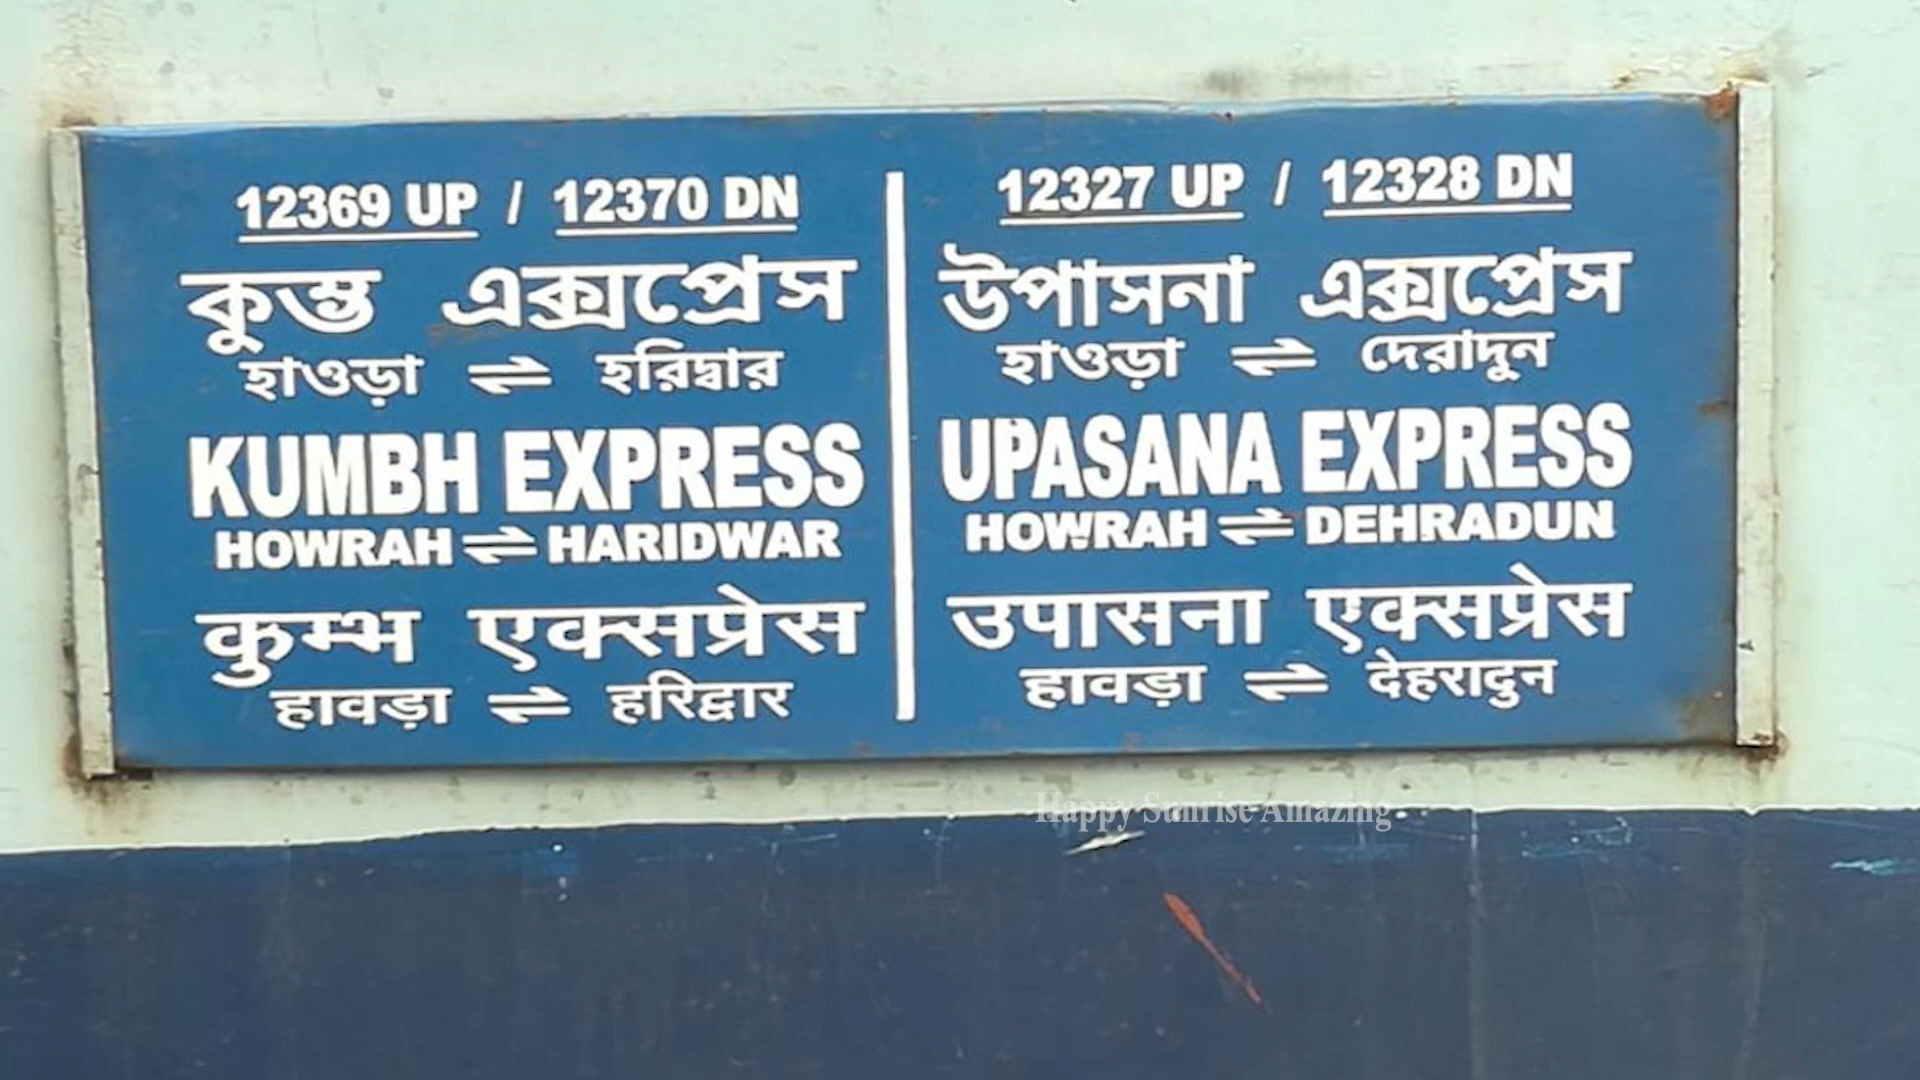 12369 UP / 12370 DN
কুম্ভ এক্সপ্রেস
হাওড়া ⇌ হরিদ্বার
KUMBH EXPRESS
HOWRAH ⇌ HARIDWAR
कुम्भ एक्सप्रेस
हावड़ा ⇌ हरिद्वार
12327 UP / 12328 DN
উপাসনা এক্সপ্রেস
হাওড়া ⇌ দেরাদুন
UPASANA EXPRESS
HOWRAH ⇌ DEHRADUN
उपासना एक्सप्रेस
हावड़ा ⇌ देहरादुन
Happy Sunrise Amazing